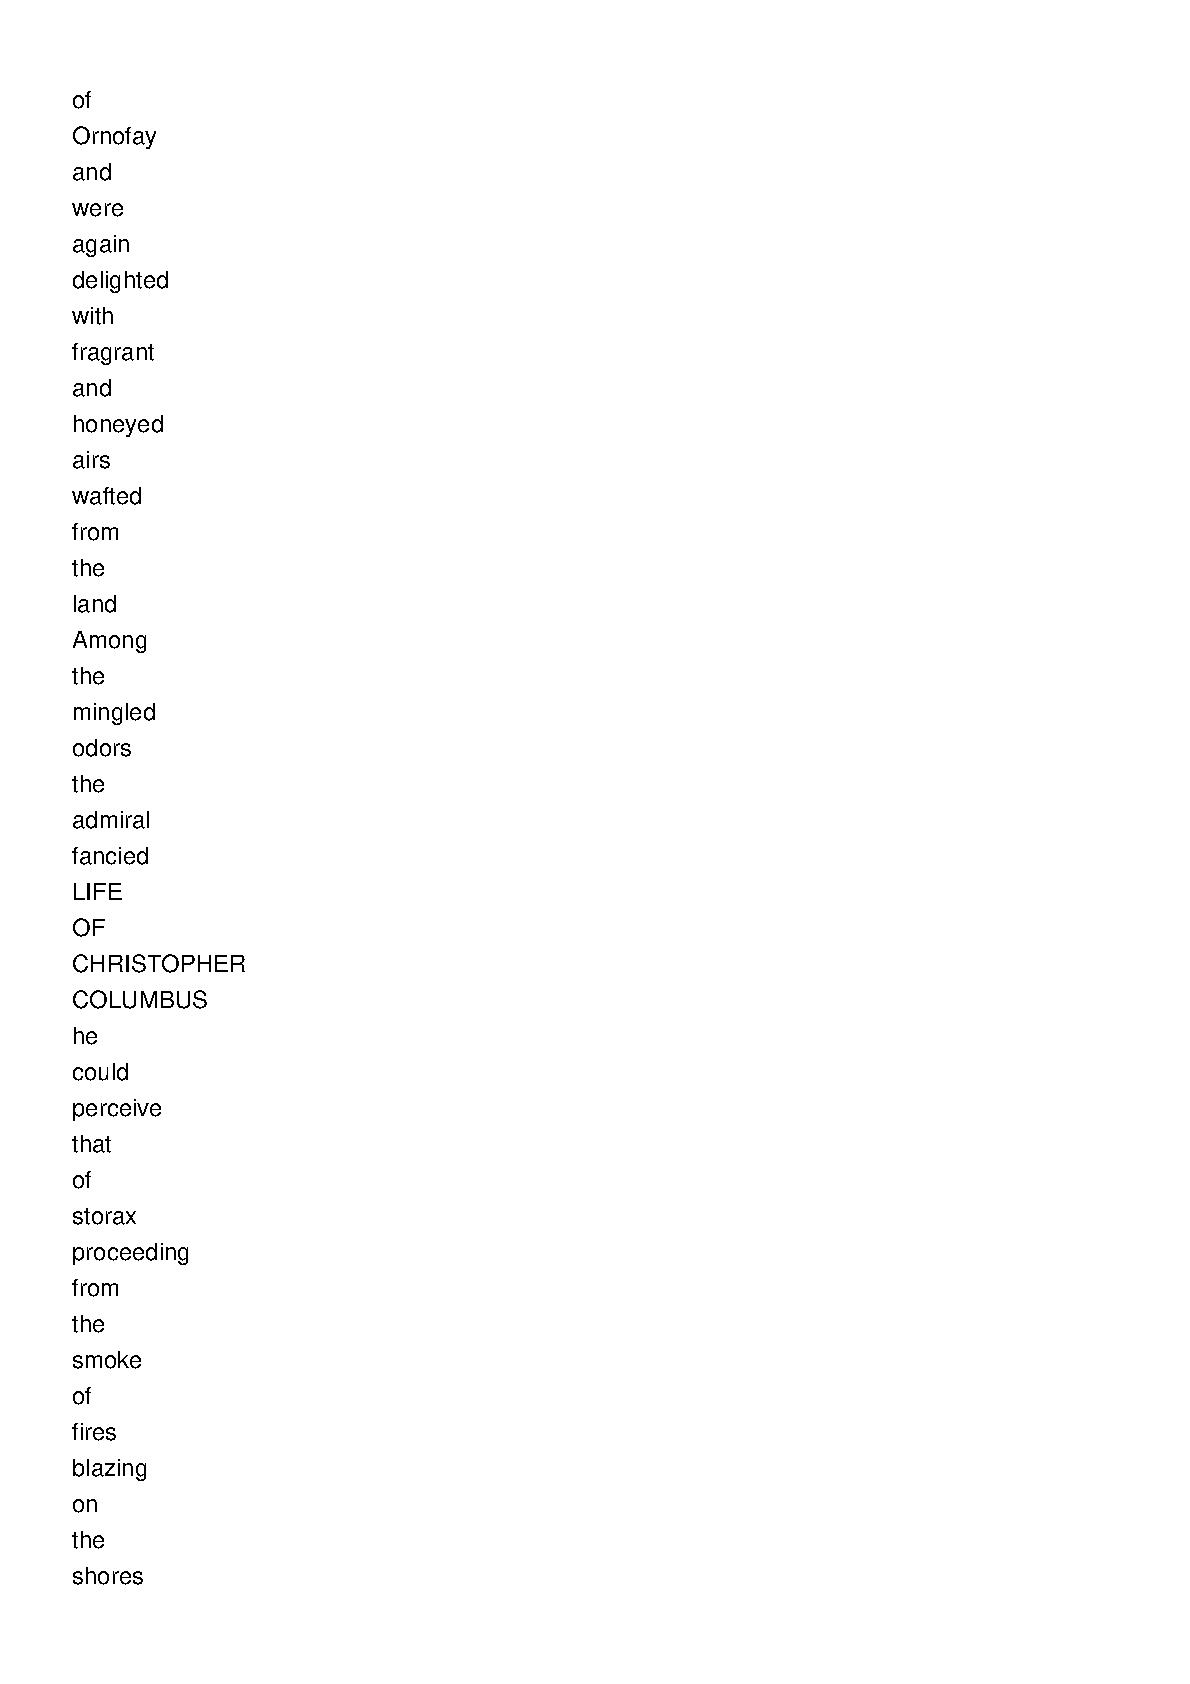 of
Ornofay
and
were
again
delighted
with
fragrant
and
honeyed
airs
wafted
from
the
land
Among
the
mingled
odors
the
admiral
fancied
LIFE
OF
CHRISTOPHER
COLUMBUS
he
could
perceive
that
of
storax
proceeding
from
the
smoke
of
fires
blazing
on
the
shores